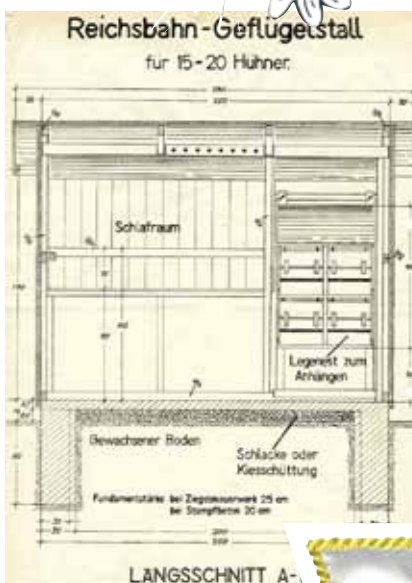 Reichsbahn-Geflügelstall
für 15-20 Hühner.
Schlafraum
Legenest zum
Anhängen
Gewachsener Boden
Schlacke oder
Kiesschüttung
Fundamentstärke bei Ziegelmauerwerk 25 cm
bei Stampfbeton 20 cm
LÄNGSSCHNITT A-